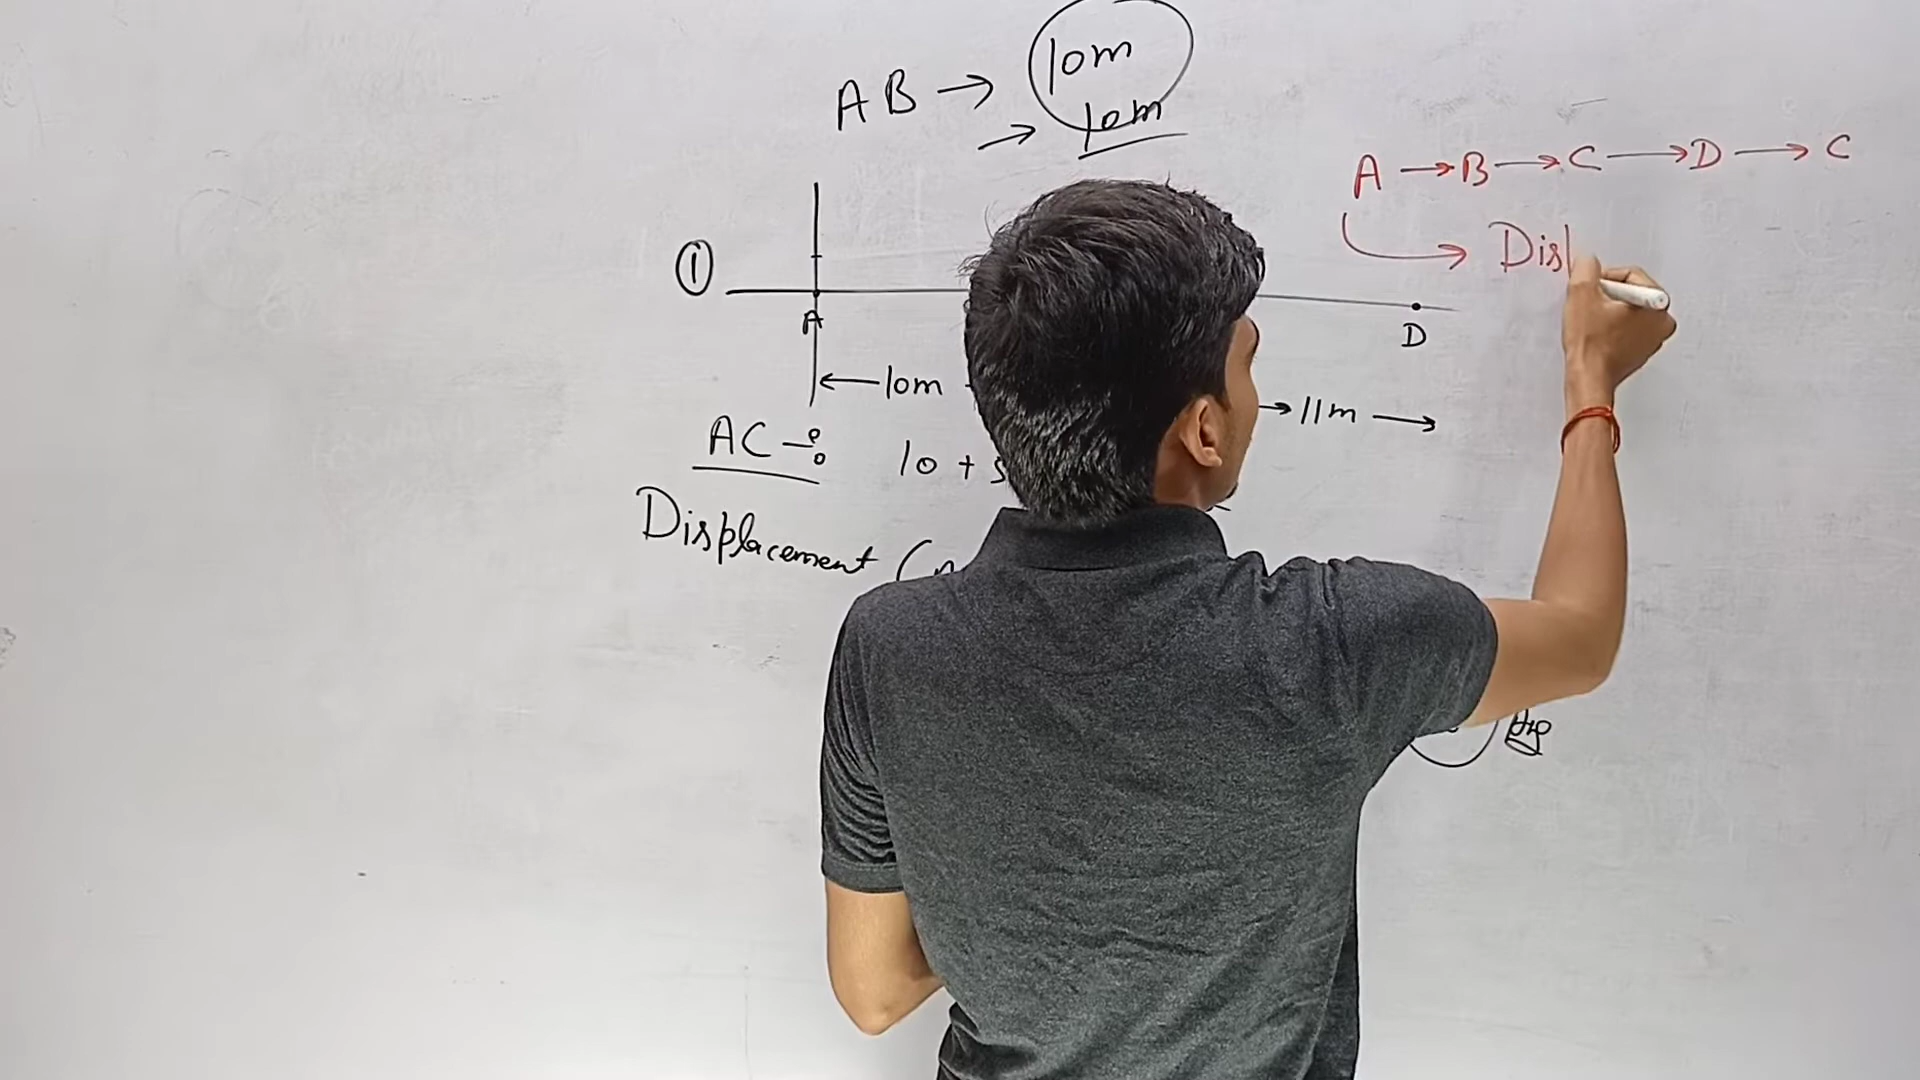 AB → 10m
→ 10m
A → B → C → D → C
→ Disp
①
A
D
← 10m
→ 11m →
AC → 10 + 5
Displacement (